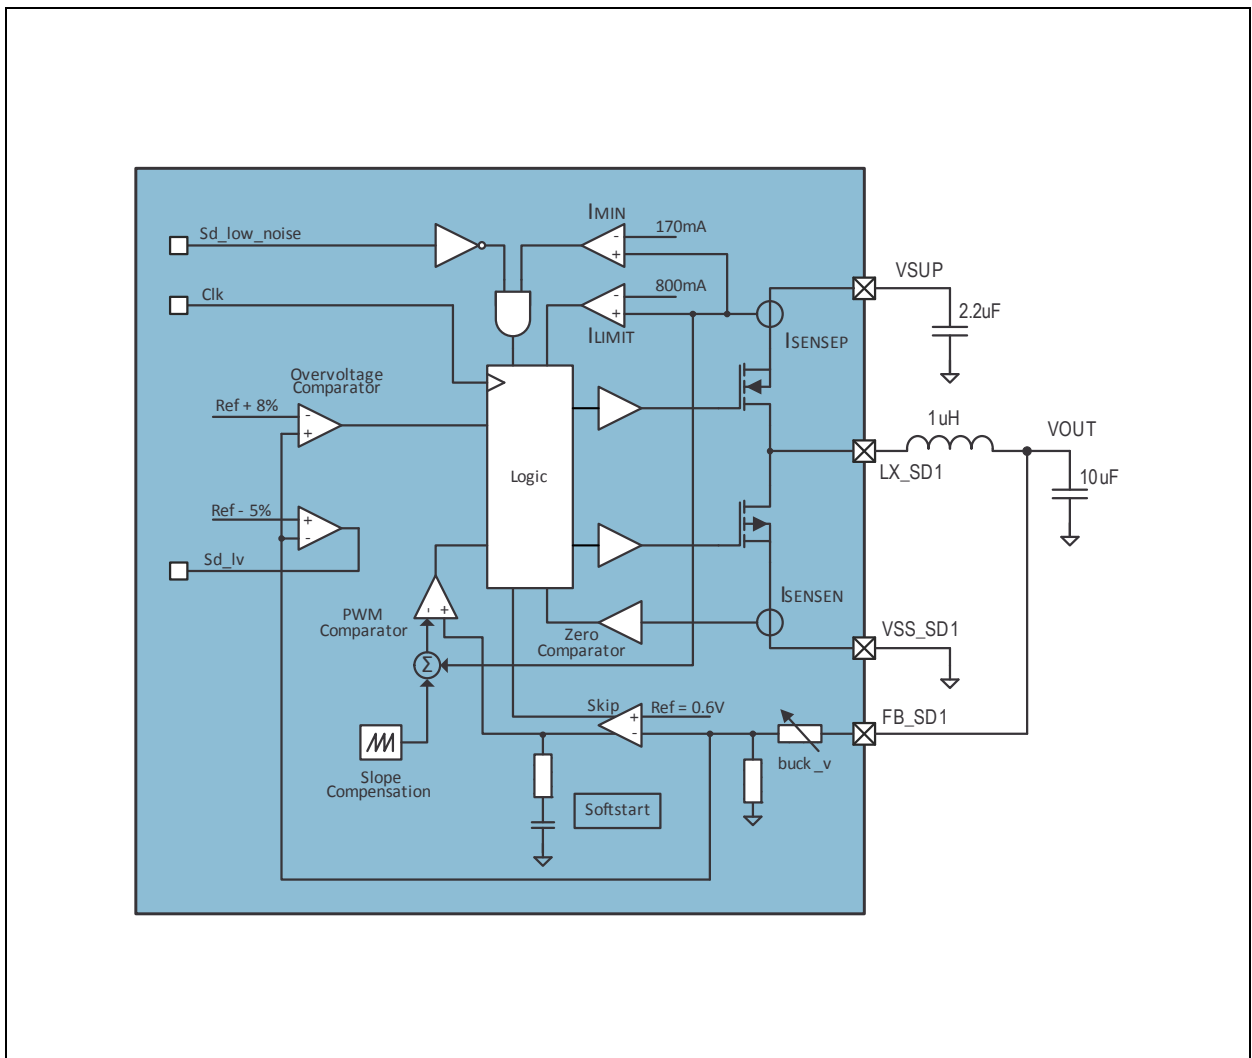 Sd_low_noise
IMIN
170mA
Clk
800mA
ILIMIT
VSUP
2.2uF
ISENSEP
Overvoltage
Comparator
Ref + 8%
-
+
1uH
VOUT
LX_SD1
10uF
Logic
Ref - 5%
+
-
Sd_lv
PWM
Comparator
- +
Zero
Comparator
ISENSEN
VSS_SD1
Σ
Skip
Ref = 0.6V
+
-
FB_SD1
buck_v
Slope
Compensation
Softstart
-
+
-
+